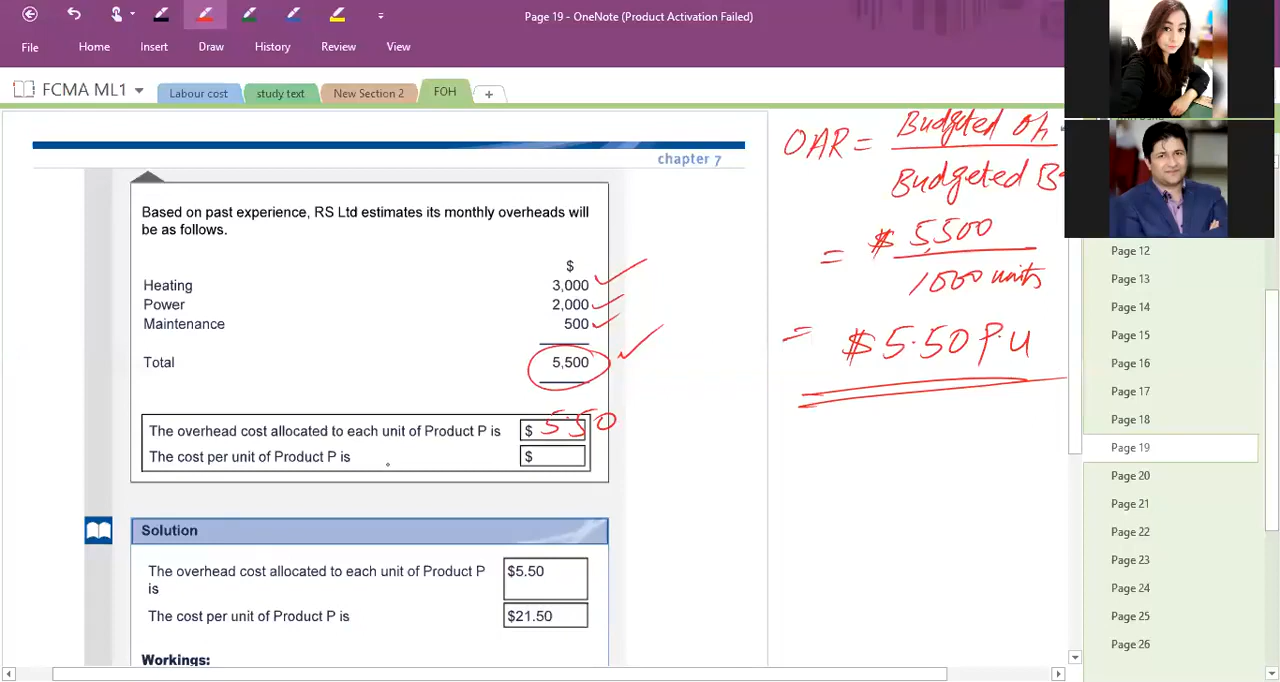 Page 19 - OneNote (Product Activation Failed)
File Home Insert Draw History Review View
FCMA ML1 Labour cost study text New Section 2 FOH
chapter 7
Based on past experience, RS Ltd estimates its monthly overheads will
be as follows.
$
Heating 3,000
Power 2,000
Maintenance 500
Total 5,500
The overhead cost allocated to each unit of Product P is $ 5.50
The cost per unit of Product P is $
Solution
The overhead cost allocated to each unit of Product P
is
$5.50
The cost per unit of Product P is $21.50
Workings:
OAR = Budgeted Oh
Budgeted
= $ 5,500
1000 units
= $ 5.50 P.U
Page 12
Page 13
Page 14
Page 15
Page 16
Page 17
Page 18
Page 19
Page 20
Page 21
Page 22
Page 23
Page 24
Page 25
Page 26